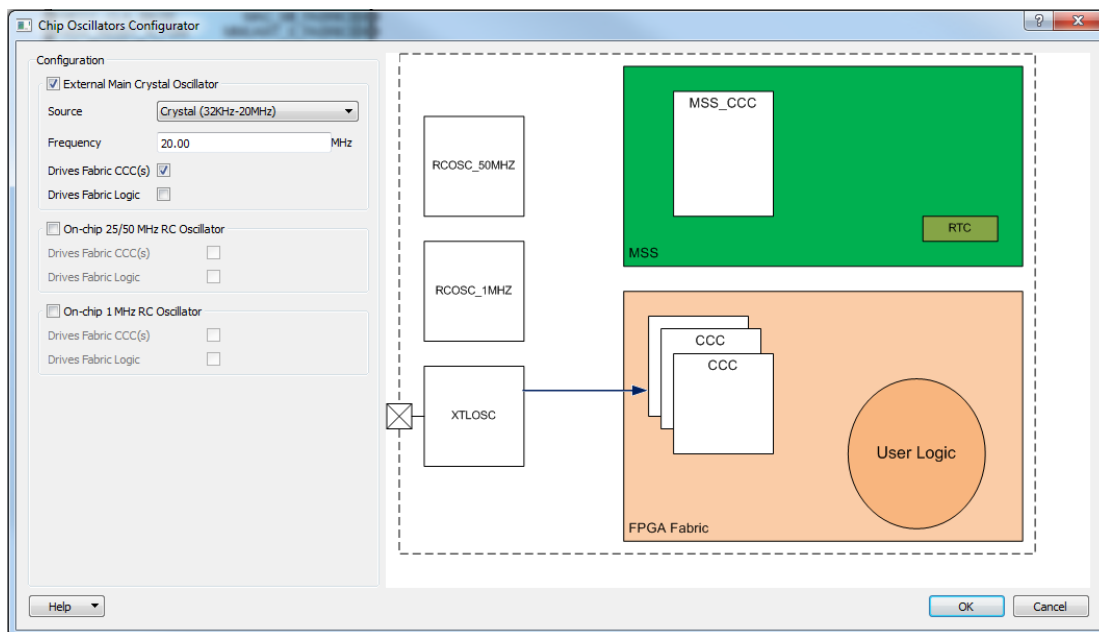 Chip Oscillators Configurator
Configuration
External Main Crystal Oscillator
Source Crystal (32KHz-20MHz)
Frequency 20.00 MHz
Drives Fabric CCC(s)
Drives Fabric Logic
On-chip 25/50 MHz RC Oscillator
Drives Fabric CCC(s)
Drives Fabric Logic
On-chip 1 MHz RC Oscillator
Drives Fabric CCC(s)
Drives Fabric Logic
RCOSC_50MHZ
RCOSC_1MHZ
XTLOSC
MSS_CCC
RTC
MSS
CCC
CCC
User Logic
FPGA Fabric
Help
OK
Cancel